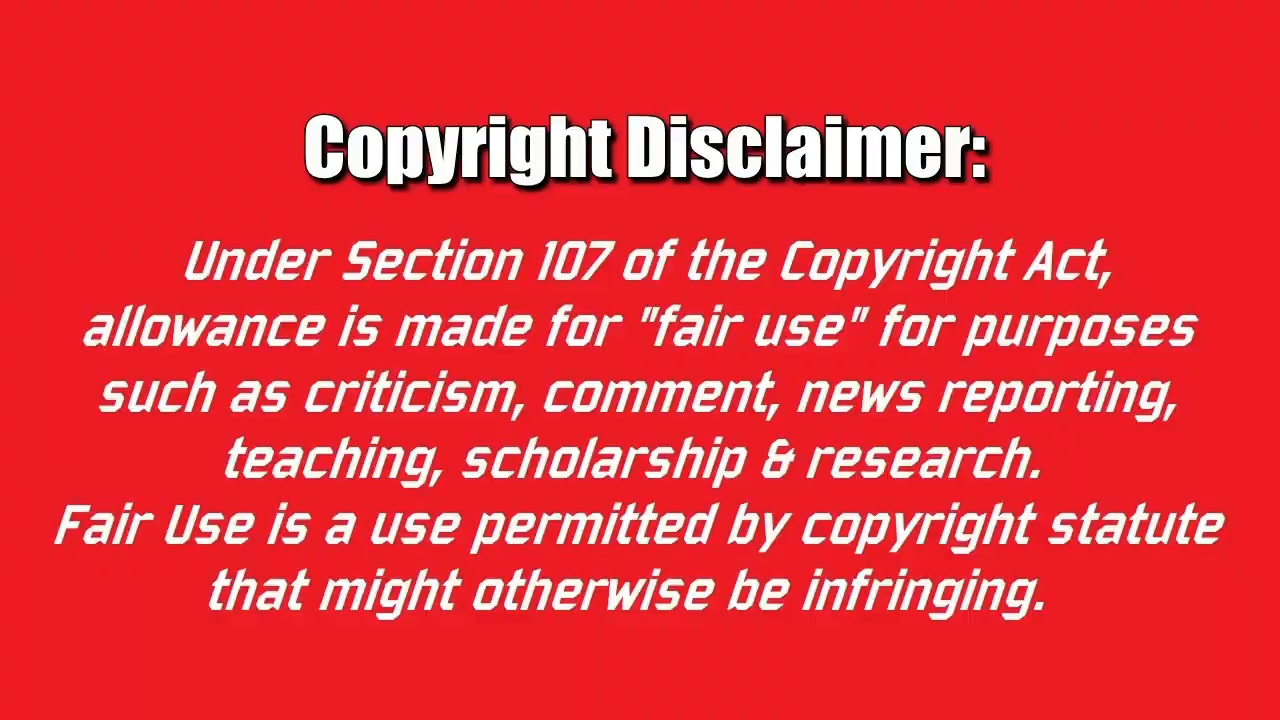 Copyright Disclaimer:
Under Section 107 of the Copyright Act,
allowance is made for "fair use" for purposes
such as criticism, comment, news reporting,
teaching, scholarship & research.
Fair Use is a use permitted by copyright statute
that might otherwise be infringing.